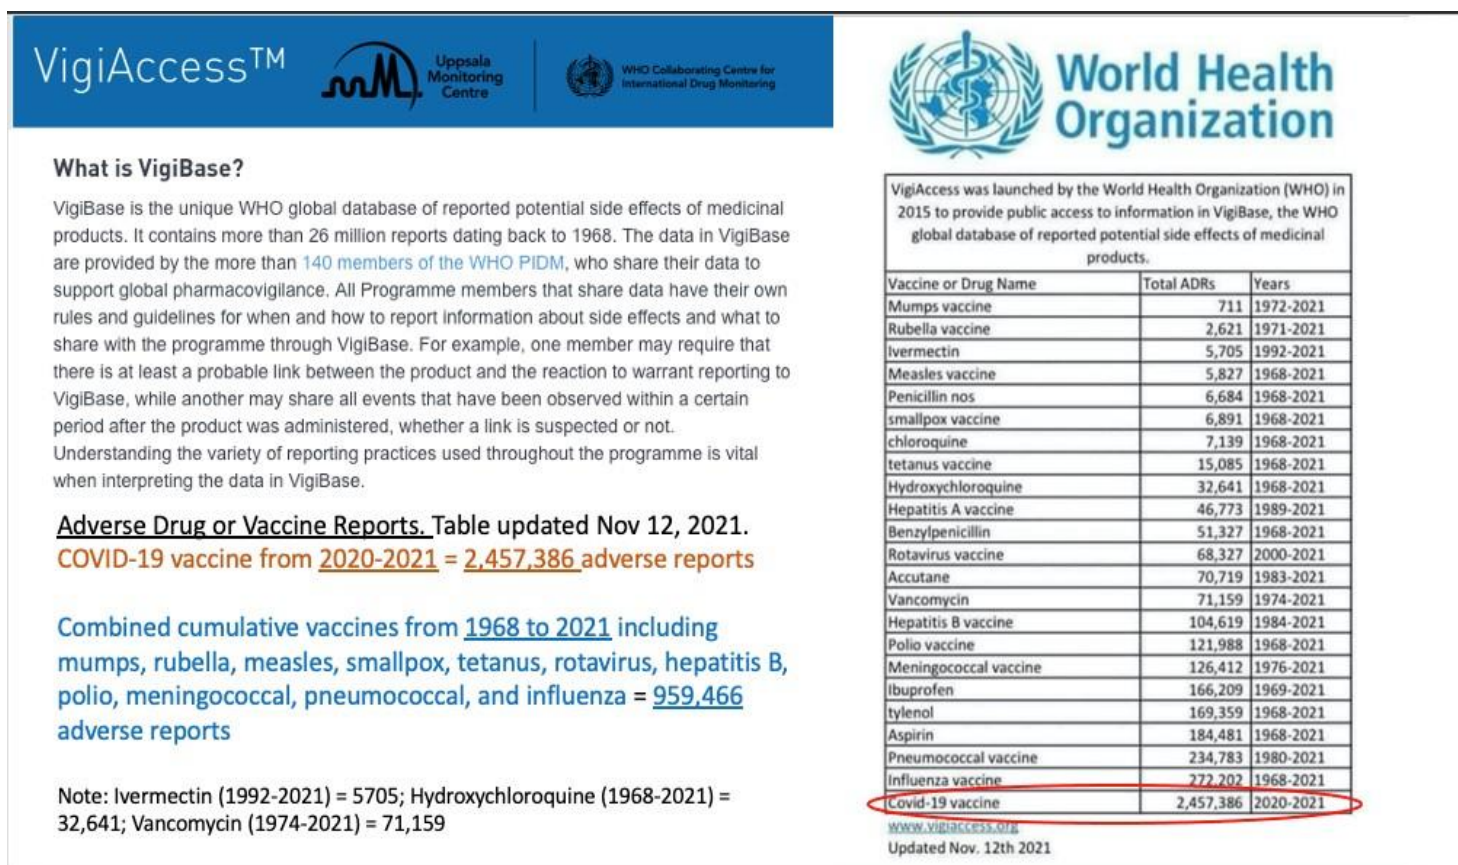 VigiAccess™
Uppsala
Monitoring
Centre
WHO Collaborating Centre for
International Drug Monitoring
What is VigiBase?
VigiBase is the unique WHO global database of reported potential side effects of medicinal
products. It contains more than 26 million reports dating back to 1968. The data in VigiBase
are provided by the more than 140 members of the WHO PIDM, who share their data to
support global pharmacovigilance. All Programme members that share data have their own
rules and guidelines for when and how to report information about side effects and what to
share with the programme through VigiBase. For example, one member may require that
there is at least a probable link between the product and the reaction to warrant reporting to
VigiBase, while another may share all events that have been observed within a certain
period after the product was administered, whether a link is suspected or not.
Understanding the variety of reporting practices used throughout the programme is vital
when interpreting the data in VigiBase.
Adverse Drug or Vaccine Reports. Table updated Nov 12, 2021.
COVID-19 vaccine from 2020-2021 = 2,457,386 adverse reports
Combined cumulative vaccines from 1968 to 2021 including
mumps, rubella, measles, smallpox, tetanus, rotavirus, hepatitis B,
polio, meningococcal, pneumococcal, and influenza = 959,466
adverse reports
Note: Ivermectin (1992-2021) = 5705; Hydroxychloroquine (1968-2021) =
32,641; Vancomycin (1974-2021) = 71,159
World Health
Organization
VigiAccess was launched by the World Health Organization (WHO) in
2015 to provide public access to information in VigiBase, the WHO
global database of reported potential side effects of medicinal
products.
Vaccine or Drug Name Total ADRs Years
Mumps vaccine 711 1972-2021
Rubella vaccine 2,621 1971-2021
Ivermectin 5,705 1992-2021
Measles vaccine 5,827 1968-2021
Penicillin nos 6,684 1968-2021
smallpox vaccine 6,891 1968-2021
chloroquine 7,139 1968-2021
tetanus vaccine 15,085 1968-2021
Hydroxychloroquine 32,641 1968-2021
Hepatitis A vaccine 46,773 1989-2021
Benzylpenicillin 51,327 1968-2021
Rotavirus vaccine 68,327 2000-2021
Accutane 70,719 1983-2021
Vancomycin 71,159 1974-2021
Hepatitis B vaccine 104,619 1984-2021
Polio vaccine 121,988 1968-2021
Meningococcal vaccine 126,412 1976-2021
Ibuprofen 166,209 1969-2021
tylenol 169,359 1968-2021
Aspirin 184,481 1968-2021
Pneumococcal vaccine 234,783 1980-2021
Influenza vaccine 272,202 1968-2021
Covid-19 vaccine 2,457,386 2020-2021
www.vigiaccess.org
Updated Nov. 12th 2021